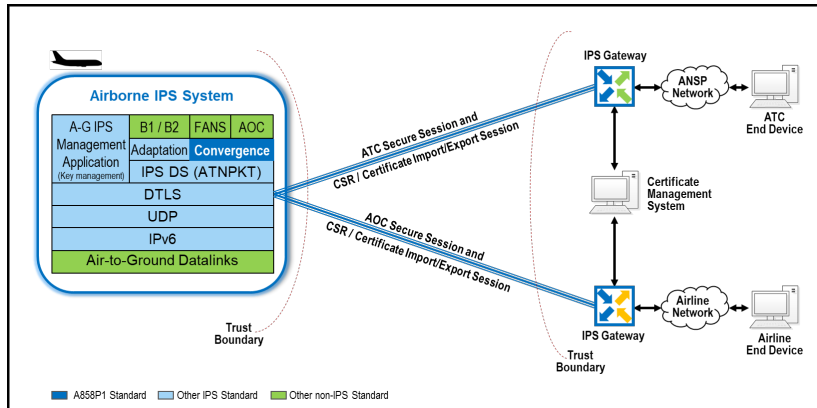 Airborne IPS System
A-G IPS
Management
Application
(Key management)
B1 / B2
FANS
AOC
Adaptation
Convergence
IPS DS (ATNPKT)
DTLS
UDP
IPv6
Air-to-Ground Datalinks
Trust
Boundary
ATC Secure Session and
CSR / Certificate Import/Export Session
AOC Secure Session and
CSR / Certificate Import/Export Session
IPS Gateway
ANSP
Network
ATC
End Device
Certificate
Management
System
IPS Gateway
Airline
Network
Airline
End Device
Trust
Boundary
A858P1 Standard
Other IPS Standard
Other non-IPS Standard